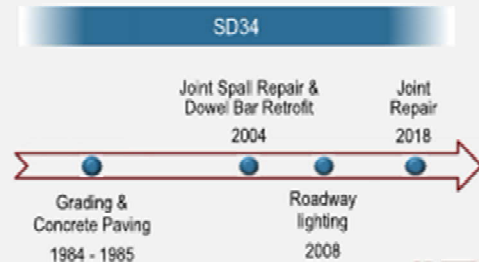 SD34
Joint Spall Repair &
Dowel Bar Retrofit
2004
Joint
Repair
2018
Grading &
Concrete Paving
1984 - 1985
Roadway
lighting
2008